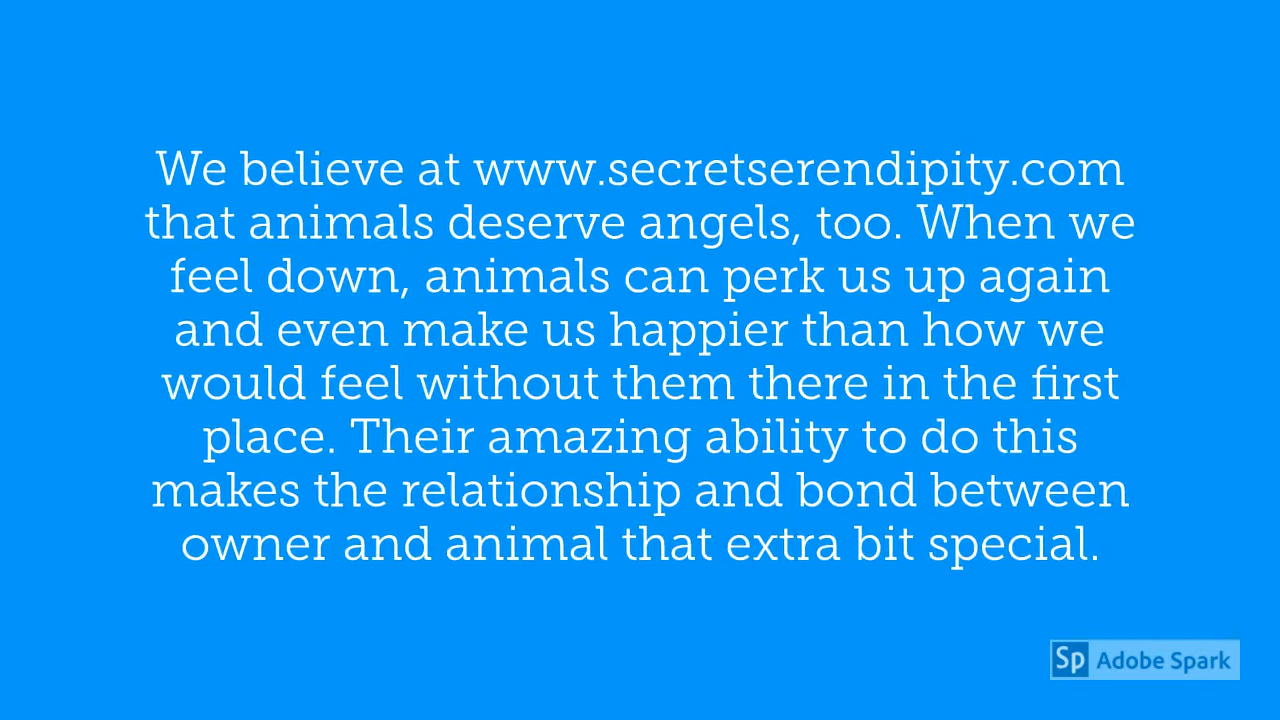 We believe at www.secretserendipity.com
that animals deserve angels, too. When we
feel down, animals can perk us up again
and even make us happier than how we
would feel without them there in the first
place. Their amazing ability to do this
makes the relationship and bond between
owner and animal that extra bit special.
Sp Adobe Spark